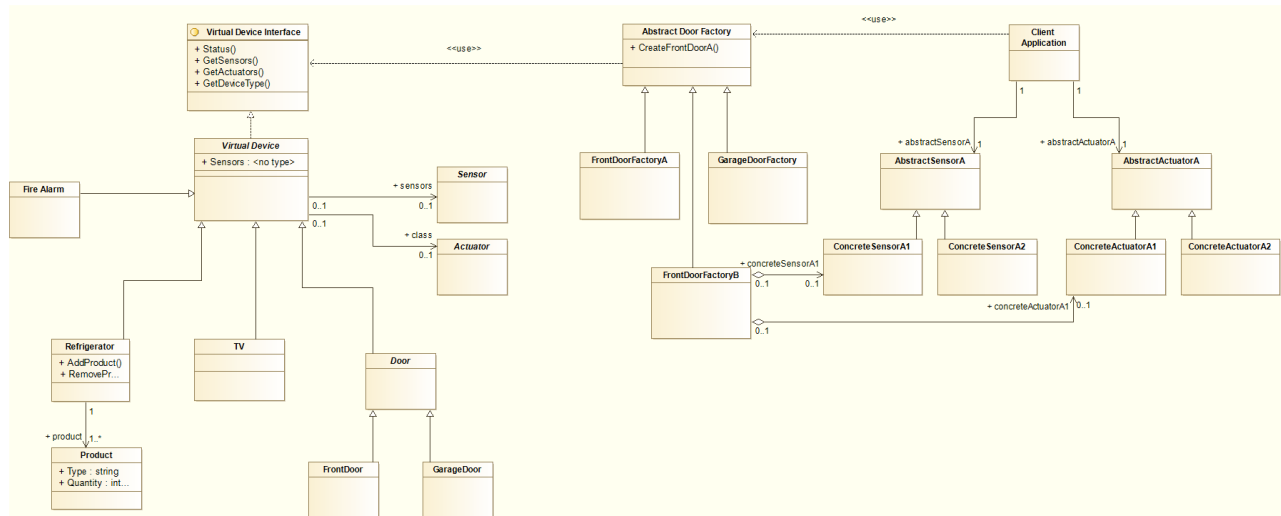 Virtual Device Interface
+ Status()
+ GetSensors()
+ GetActuators()
+ GetDeviceType()
<<use>>
Abstract Door Factory
+ CreateFrontDoorA()
<<use>>
Client
Application
1
1
+ abstractSensorA
1
+ abstractActuatorA
1
Virtual Device
+ Sensors : <no type>
Fire Alarm
+ sensors
0..1
0..1
Sensor
+ class
0..1
0..1
Actuator
FrontDoorFactoryA
GarageDoorFactory
AbstractSensorA
AbstractActuatorA
FrontDoorFactoryB
+ concreteSensorA1
0..1
0..1
ConcreteSensorA1
ConcreteSensorA2
ConcreteActuatorA1
ConcreteActuatorA2
+ concreteActuatorA1
0..1
0..1
Refrigerator
+ AddProduct()
+ RemovePr...
TV
Door
1
+ product
1..*
Product
+ Type : string
+ Quantity : int...
FrontDoor
GarageDoor